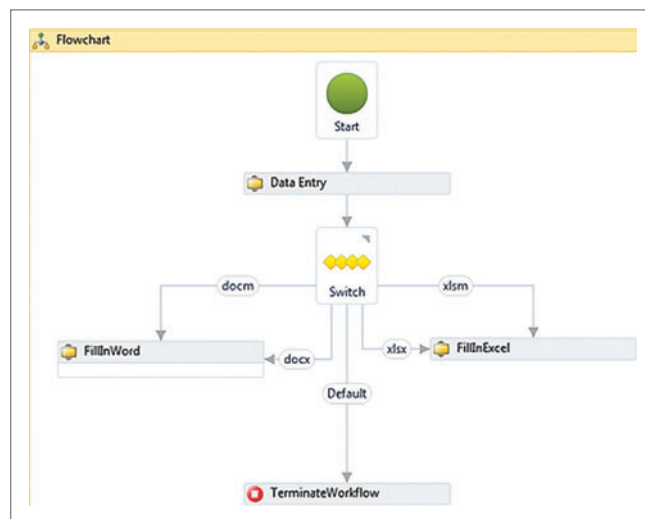 Flowchart
Start
Data Entry
Switch
docm
xlsm
FillInWord
docx
xlsx
FillInExcel
Default
TerminateWorkflow